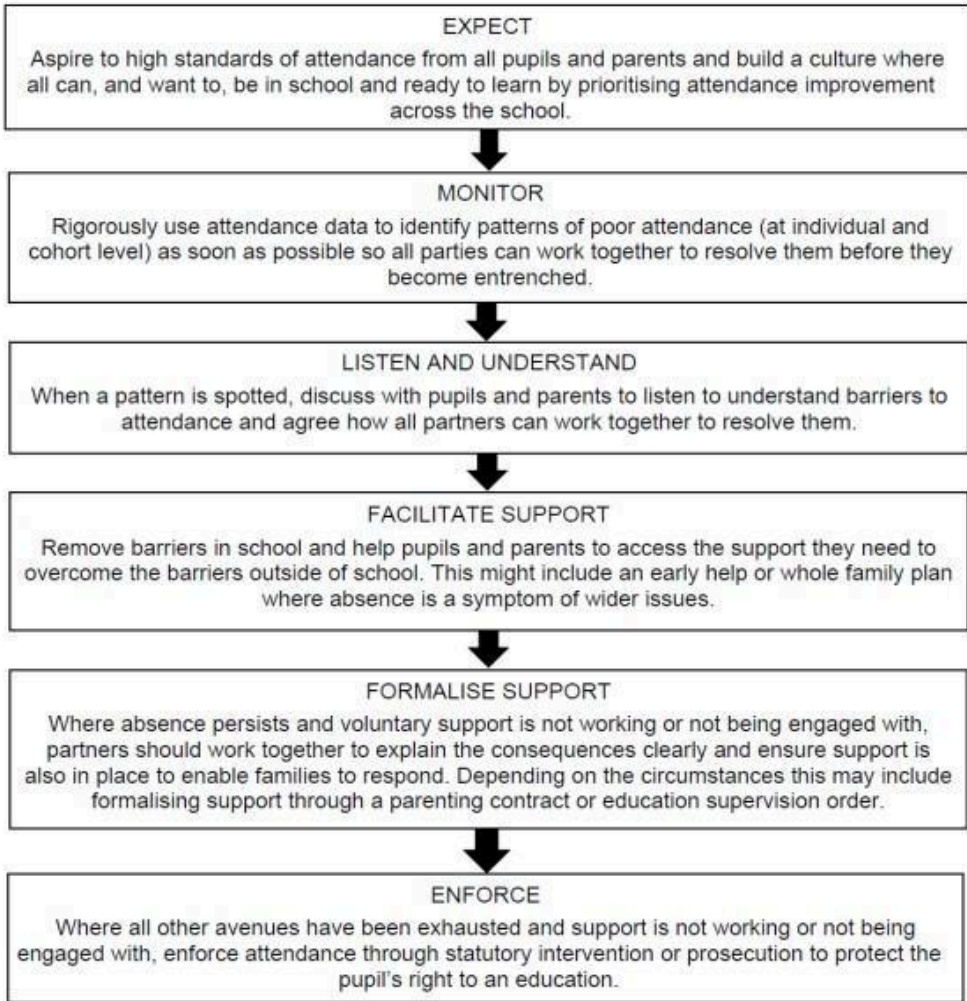 EXPECT
Aspire to high standards of attendance from all pupils and parents and build a culture where
all can, and want to, be in school and ready to learn by prioritising attendance improvement
across the school.
MONITOR
Rigorously use attendance data to identify patterns of poor attendance (at individual and
cohort level) as soon as possible so all parties can work together to resolve them before they
become entrenched.
LISTEN AND UNDERSTAND
When a pattern is spotted, discuss with pupils and parents to listen to understand barriers to
attendance and agree how all partners can work together to resolve them.
FACILITATE SUPPORT
Remove barriers in school and help pupils and parents to access the support they need to
overcome the barriers outside of school. This might include an early help or whole family plan
where absence is a symptom of wider issues.
FORMALISE SUPPORT
Where absence persists and voluntary support is not working or not being engaged with,
partners should work together to explain the consequences clearly and ensure support is
also in place to enable families to respond. Depending on the circumstances this may include
formalising support through a parenting contract or education supervision order.
ENFORCE
Where all other avenues have been exhausted and support is not working or not being
engaged with, enforce attendance through statutory intervention or prosecution to protect the
pupil's right to an education.